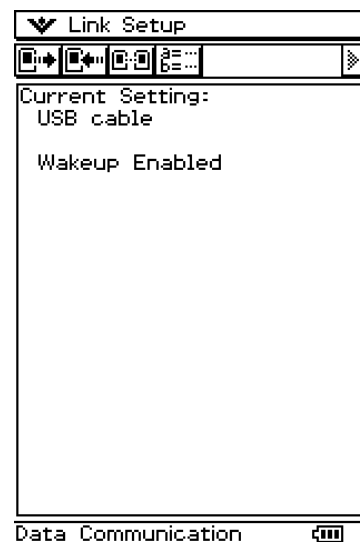 Link Setup
Current Setting:
USB cable
Wakeup Enabled
Data Communication